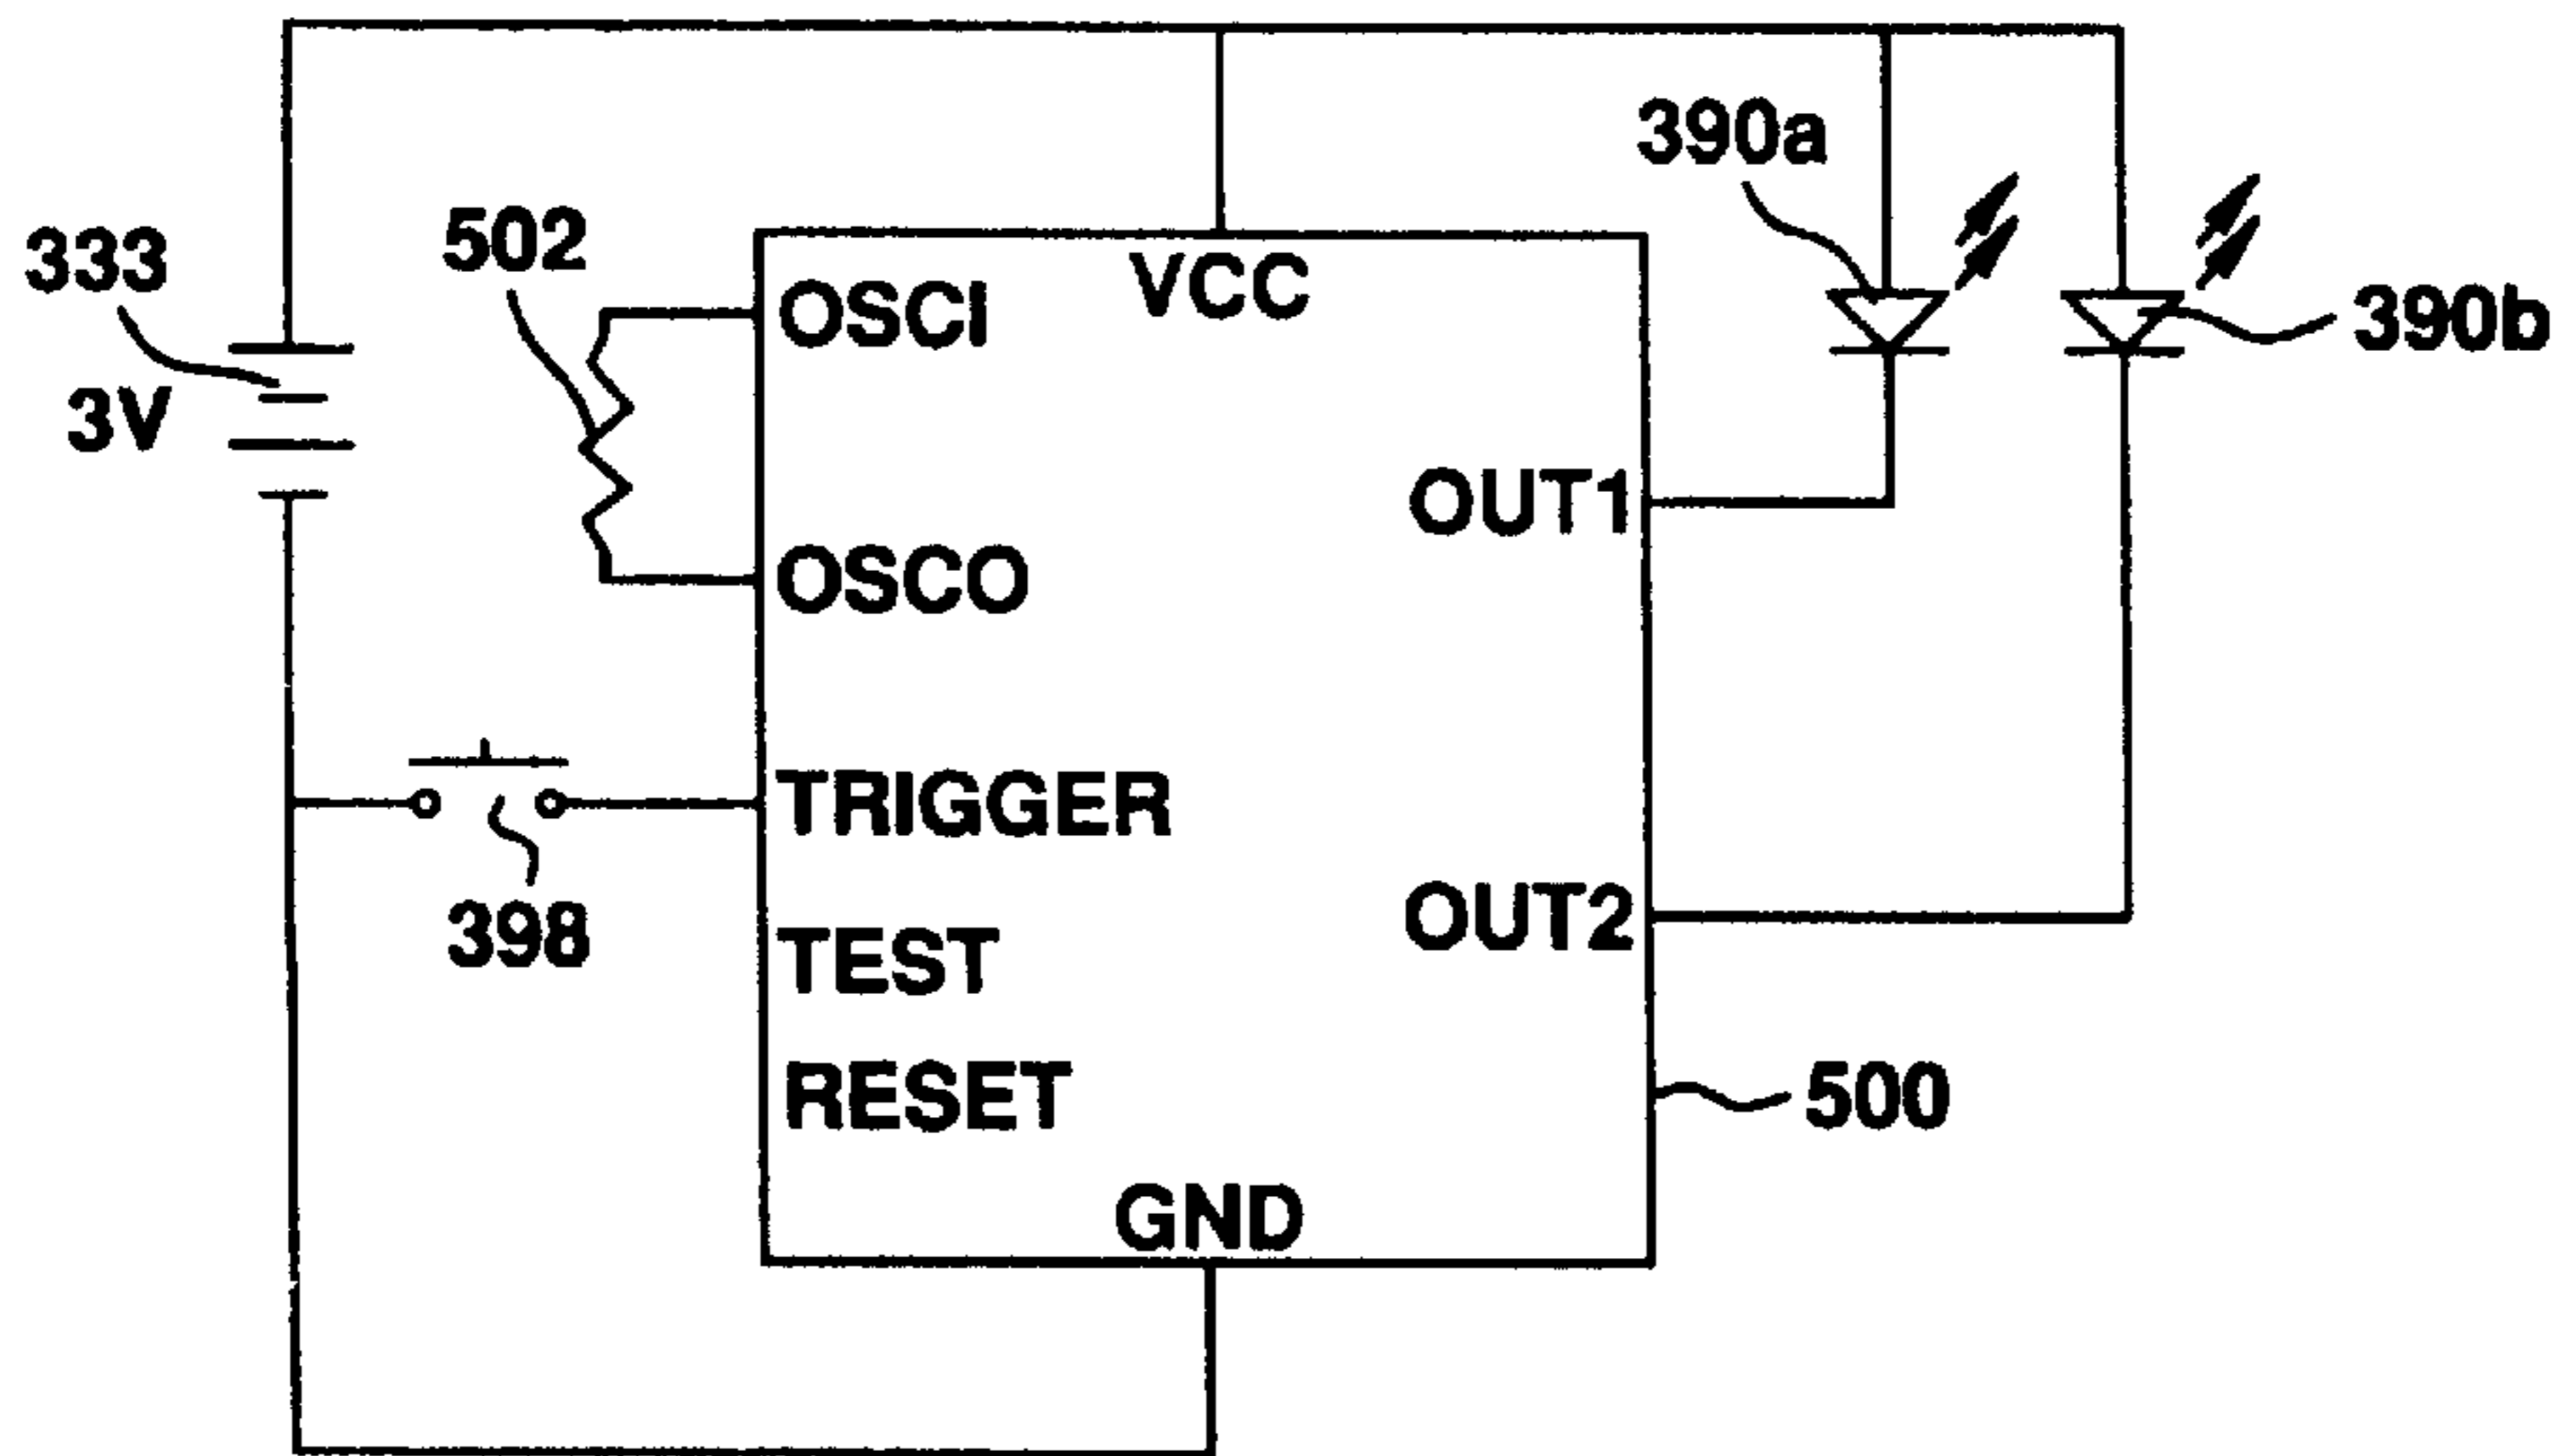 390a
502
333
OSCI
VCC
390b
3V
OUT1
OSCO
TRIGGER
398
OUT2
TEST
RESET
500
GND